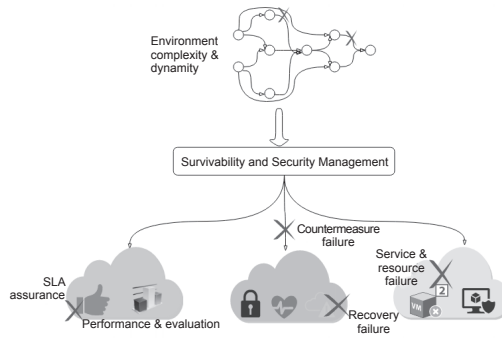 Environment
complexity &
dynamity
Survivability and Security Management
Countermeasure
failure
Service &
resource
failure
SLA
assurance
2
VM
Performance & evaluation
Recovery
failure